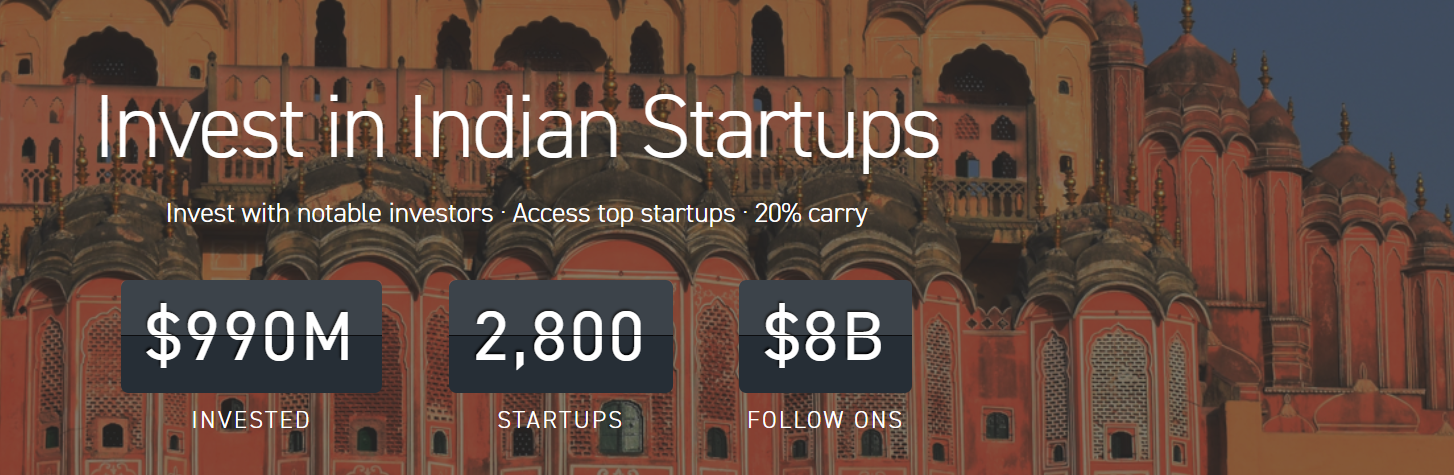 Invest in Indian Startups
Invest with notable investors · Access top startups · 20% carry
$990M 2,800 $8B
INVESTED STARTUPS FOLLOW ONS